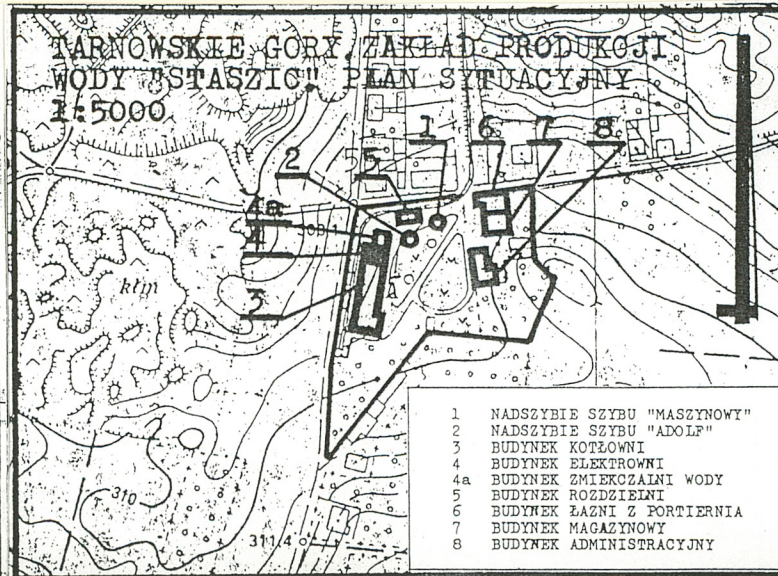 TARNOWSKIE GÓRY ZAKŁAD PRODUKCJI
WODY "STASZIC" PLAN SYTUACYJNY
1:5000
1
6
7
8
2
5
4a
4
3
kłm
310
311.4
1 NADSZYBIE SZYBU "MASZYNOWY"
2 NADSZYBIE SZYBU "ADOLF"
3 BUDYNEK KOTŁOWNI
4 BUDYNEK ELEKTROWNI
4a BUDYNEK ZMIEKCZALNI WODY
5 BUDYNEK ROZDZIELNI
6 BUDYNEK ŁAZNI Z PORTIERNIA
7 BUDYNEK MAGAZYNOWY
8 BUDYNEK ADMINISTRACYJNY